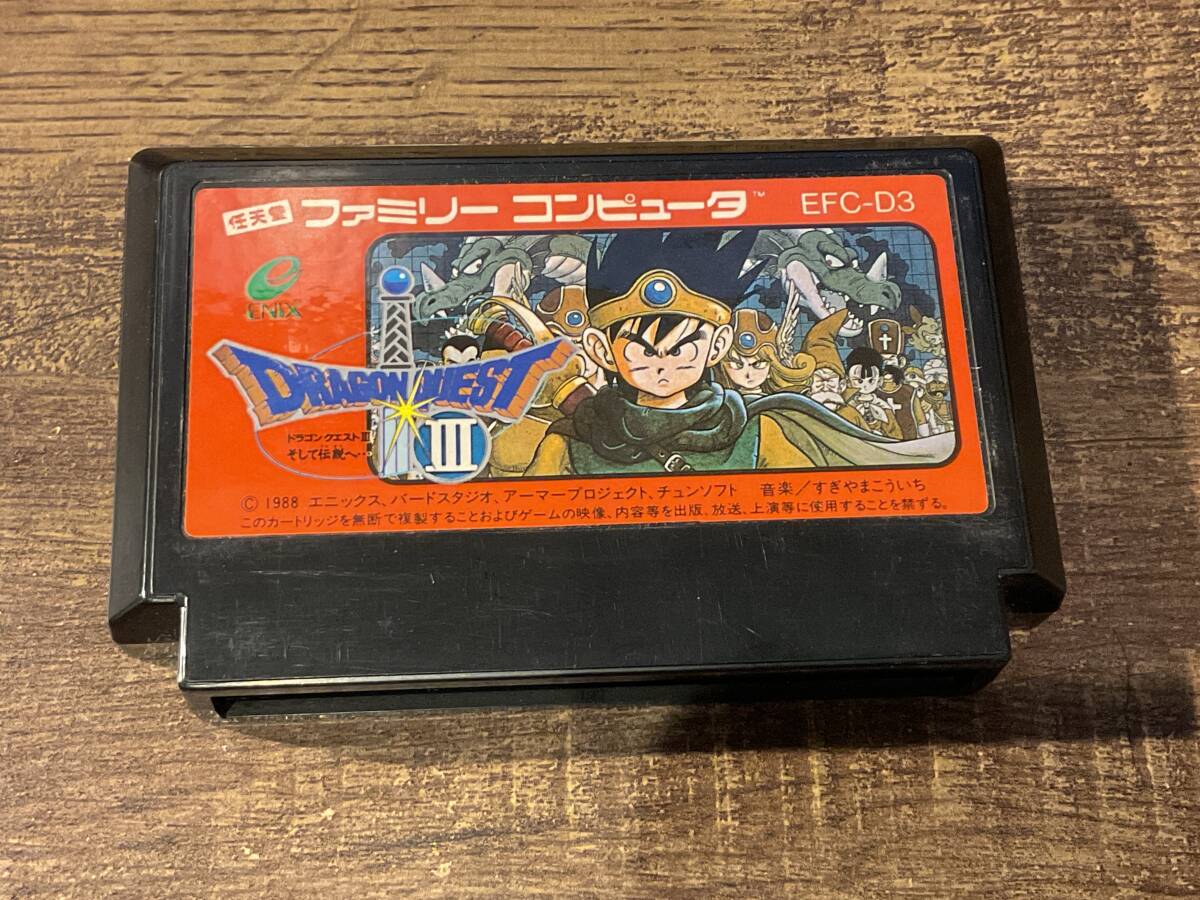 任天堂 ファミリー コンピュータ™ EFC-D3
ENIX
DRAGON QUEST
III
ドラゴンクエストIII
そして伝説へ…
© 1988 エニックス、バードスタジオ、アーマープロジェクト、チュンソフト 音楽／すぎやまこういち
このカートリッジを無断で複製することおよびゲームの映像、内容等を出版、放送、上演等に使用することを禁ずる。